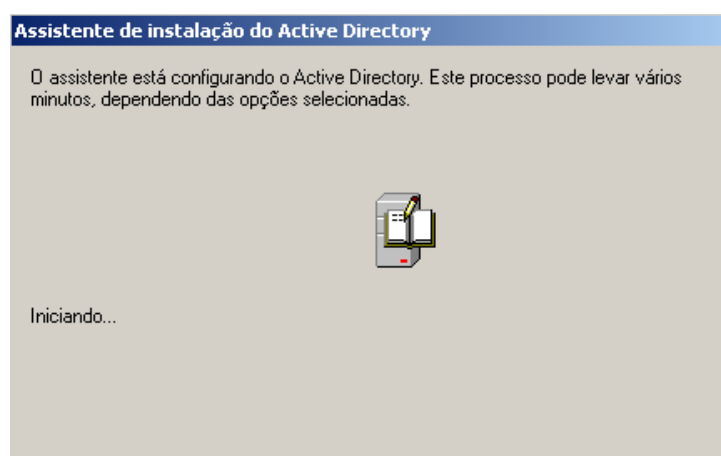 Assistente de instalação do Active Directory
O assistente está configurando o Active Directory. Este processo pode levar vários
minutos, dependendo das opções selecionadas.
Iniciando...